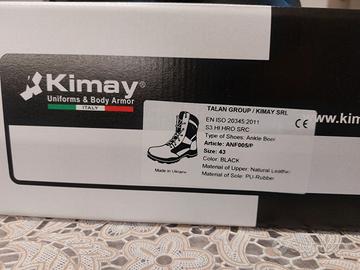 Kimay®
Uniforms & Body Armor
ITALY
TALAN GROUP / KIMAY SRL
EN ISO 20345:2011
S3 HI HRO SRC
Type of Shoes: Ankle Boot
Article: ANF005/P
Size: 43
Color: BLACK
Material of Upper: Natural Leather
Material of Sole: PU-Rubber
CE
Made in Ukraine
www.kim